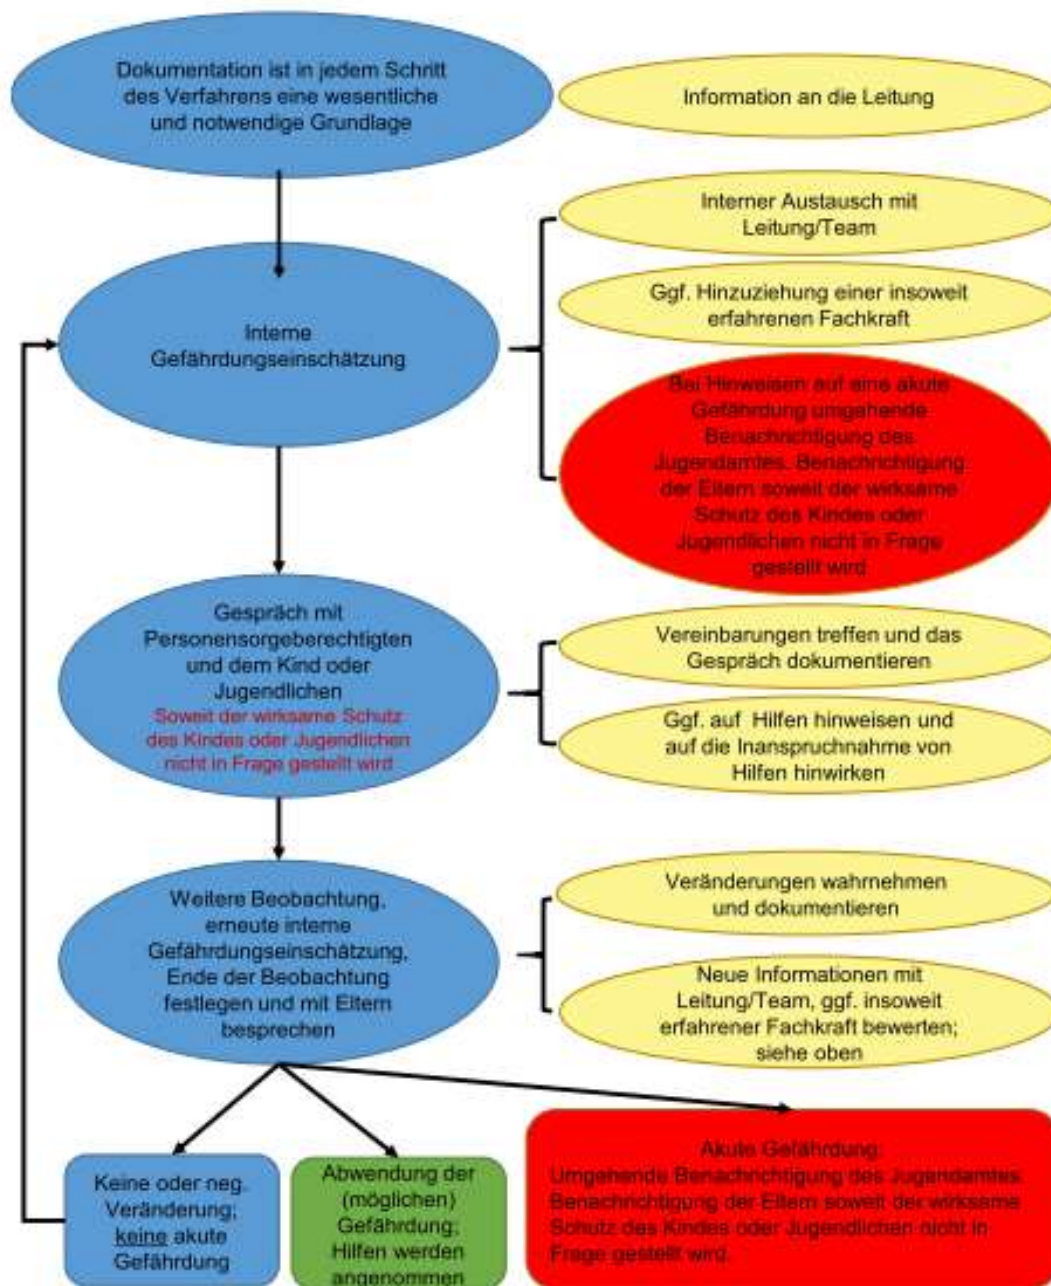 Dokumentation ist in jedem Schritt
des Verfahrens eine wesentliche
und notwendige Grundlage
Information an die Leitung
Interne
Gefährdungseinschätzung
Interner Austausch mit
Leitung/Team
Ggf. Hinzuziehung einer insoweit
erfahrenen Fachkraft
Bei Hinweisen auf eine akute
Gefährdung umgehende
Benachrichtigung des
Jugendamtes. Benachrichtigung
der Eltern soweit der wirksame
Schutz des Kindes oder
Jugendlichen nicht in Frage
gestellt wird
Gespräch mit
Personensorgeberechtigten
und dem Kind oder
Jugendlichen
Soweit der wirksame Schutz
des Kindes oder Jugendlichen
nicht in Frage gestellt wird
Vereinbarungen treffen und das
Gespräch dokumentieren
Ggf. auf Hilfen hinweisen und
auf die Inanspruchnahme von
Hilfen hinwirken
Weitere Beobachtung,
erneute interne
Gefährdungseinschätzung,
Ende der Beobachtung
festlegen und mit Eltern
besprechen
Veränderungen wahrnehmen
und dokumentieren
Neue Informationen mit
Leitung/Team, ggf. insoweit
erfahrener Fachkraft bewerten;
siehe oben
Keine oder neg.
Veränderung;
keine akute
Gefährdung
Abwendung der
(möglichen)
Gefährdung;
Hilfen werden
angenommen
Akute Gefährdung;
Umgehende Benachrichtigung des Jugendamtes.
Benachrichtigung der Eltern soweit der wirksame
Schutz des Kindes oder Jugendlichen nicht in
Frage gestellt wird.